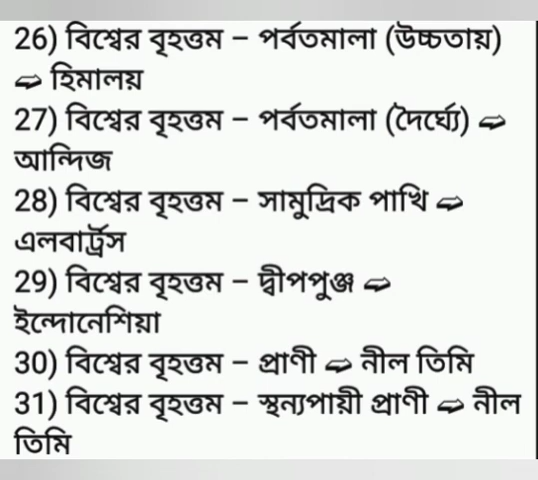 26) বিশ্বের বৃহত্তম – পর্বতমালা (উচ্চতায়)
➫ হিমালয়
27) বিশ্বের বৃহত্তম – পর্বতমালা (দৈর্ঘ্যে) ➫
আন্দিজ
28) বিশ্বের বৃহত্তম – সামুদ্রিক পাখি ➫
এলবার্ট্রস
29) বিশ্বের বৃহত্তম – দ্বীপপুঞ্জ ➫
ইন্দোনেশিয়া
30) বিশ্বের বৃহত্তম – প্রাণী ➫ নীল তিমি
31) বিশ্বের বৃহত্তম – স্থন্যপায়ী প্রাণী ➫ নীল
তিমি